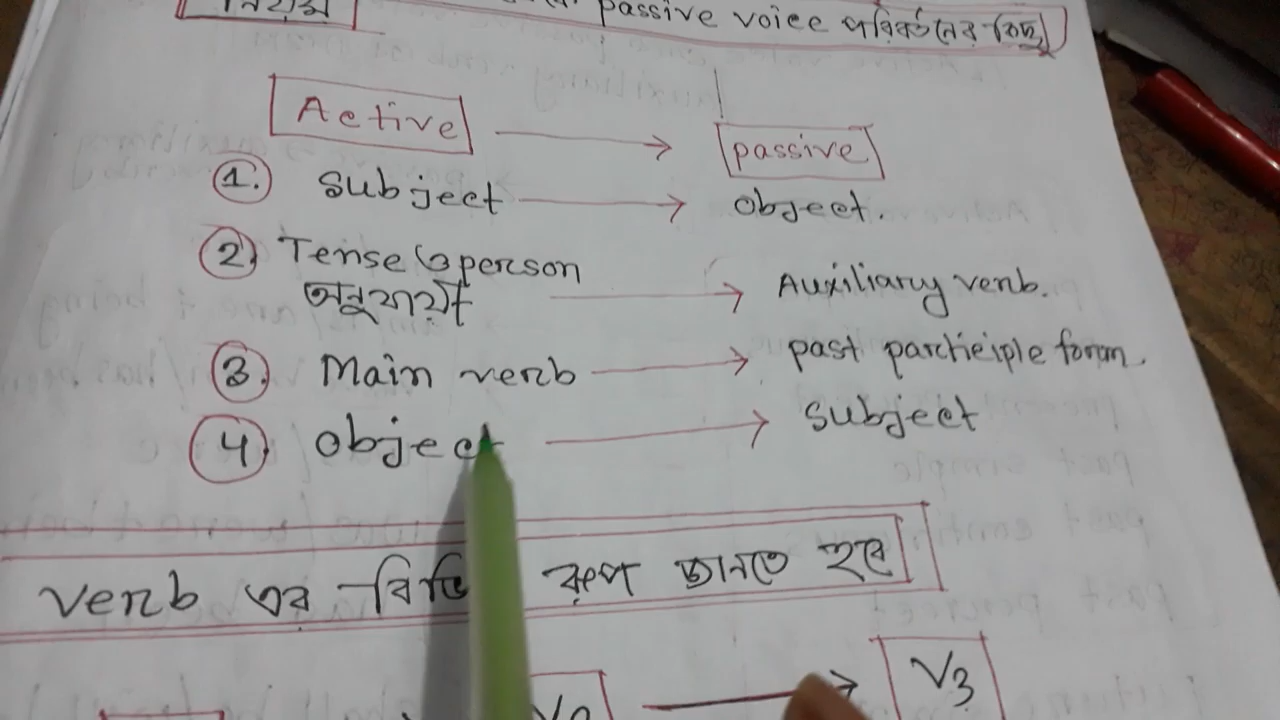 নিয়ম
passive voice পরিবর্তনের কিছু
Active → passive
1. subject → object.
2. Tense ও person
অনুযায়ী → Auxiliary verb.
3. Main verb → past participle form.
4. object → subject
verb এর রূপ জানতে হবে
→ V3